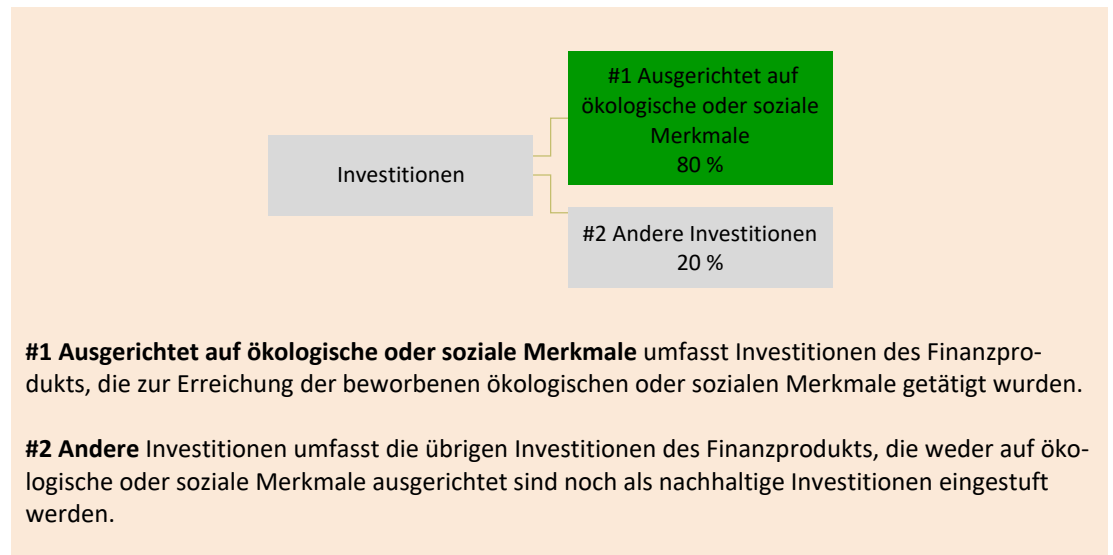 #1 Ausgerichtet auf
ökologische oder soziale
Merkmale
80 %
Investitionen
#2 Andere Investitionen
20 %
#1 Ausgerichtet auf ökologische oder soziale Merkmale umfasst Investitionen des Finanzpro-
dukts, die zur Erreichung der beworbenen ökologischen oder sozialen Merkmale getätigt wurden.
#2 Andere Investitionen umfasst die übrigen Investitionen des Finanzprodukts, die weder auf öko-
logische oder soziale Merkmale ausgerichtet sind noch als nachhaltige Investitionen eingestuft
werden.